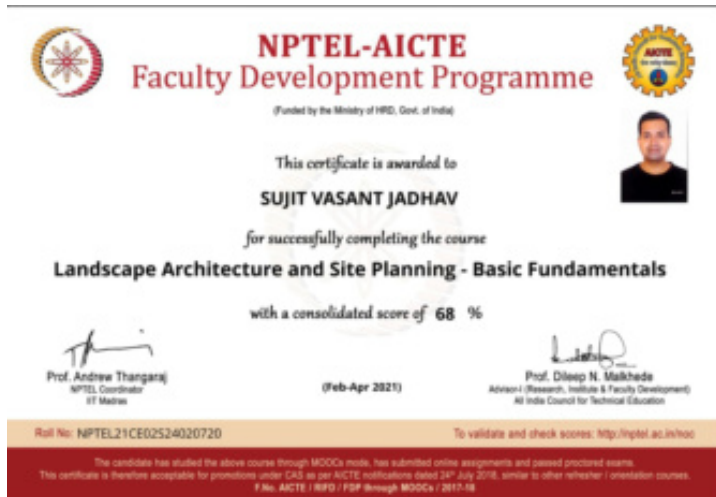 NPTEL-AICTE
Faculty Development Programme
(Funded by the Ministry of HRD, Govt. of India)
AICTE
This certificate is awarded to
SUJIT VASANT JADHAV
for successfully completing the course
Landscape Architecture and Site Planning - Basic Fundamentals
with a consolidated score of 68 %
Prof. Andrew Thangaraj
NPTEL Coordinator
IIT Madras
(Feb-Apr 2021)
Prof. Dileep N. Malkhede
Advisor-I (Research, Institute & Faculty Development)
All India Council for Technical Education
Roll No: NPTEL21CE02S24020720
To validate and check scores: http://nptel.ac.in/noc
The candidate has studied the above course through MOOCs mode, has submitted online assignments and passed proctored exams.
This certificate is therefore acceptable for promotions under CAS as per AICTE notifications dated 24th July 2018, similar to other refresher / orientation courses.
F.No. AICTE / RIFD / FDP through MOOCs / 2017-18